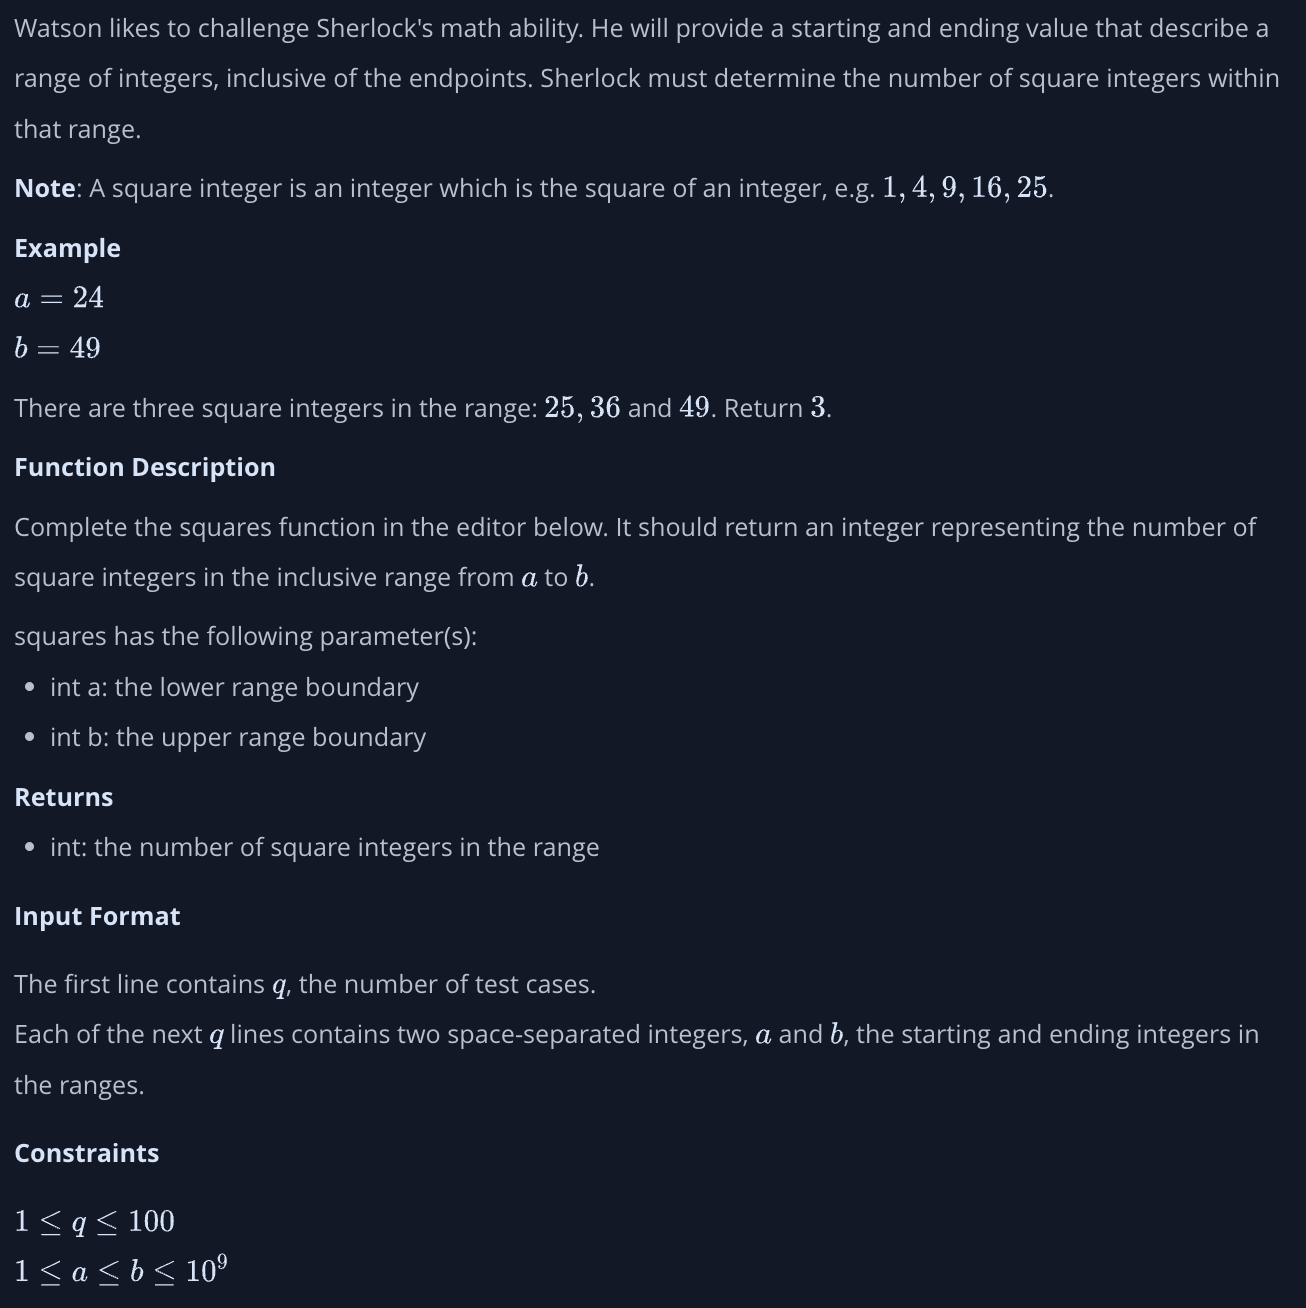 Watson likes to challenge Sherlock's math ability. He will provide a starting and ending value that describe a
range of integers, inclusive of the endpoints. Sherlock must determine the number of square integers within
that range.
Note: A square integer is an integer which is the square of an integer, e.g. 1, 4, 9, 16, 25.
Example
a = 24
b = 49
There are three square integers in the range: 25, 36 and 49. Return 3.
Function Description
Complete the squares function in the editor below. It should return an integer representing the number of
square integers in the inclusive range from a to b.
squares has the following parameter(s):
• int a: the lower range boundary
• int b: the upper range boundary
Returns
• int: the number of square integers in the range
Input Format
The first line contains q, the number of test cases.
Each of the next q lines contains two space-separated integers, a and b, the starting and ending integers in
the ranges.
Constraints
1 ≤ q ≤ 100
1 ≤ a ≤ b ≤ 10⁹